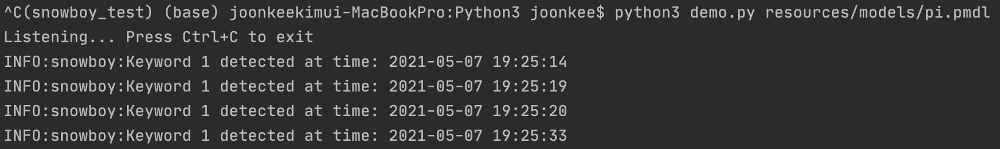 ^C(snowboy_test) (base) joonkeekimui-MacBookPro:Python3 joonkee$ python3 demo.py resources/models/pi.pmdl
Listening... Press Ctrl+C to exit
INFO:snowboy:Keyword 1 detected at time: 2021-05-07 19:25:14
INFO:snowboy:Keyword 1 detected at time: 2021-05-07 19:25:19
INFO:snowboy:Keyword 1 detected at time: 2021-05-07 19:25:20
INFO:snowboy:Keyword 1 detected at time: 2021-05-07 19:25:33